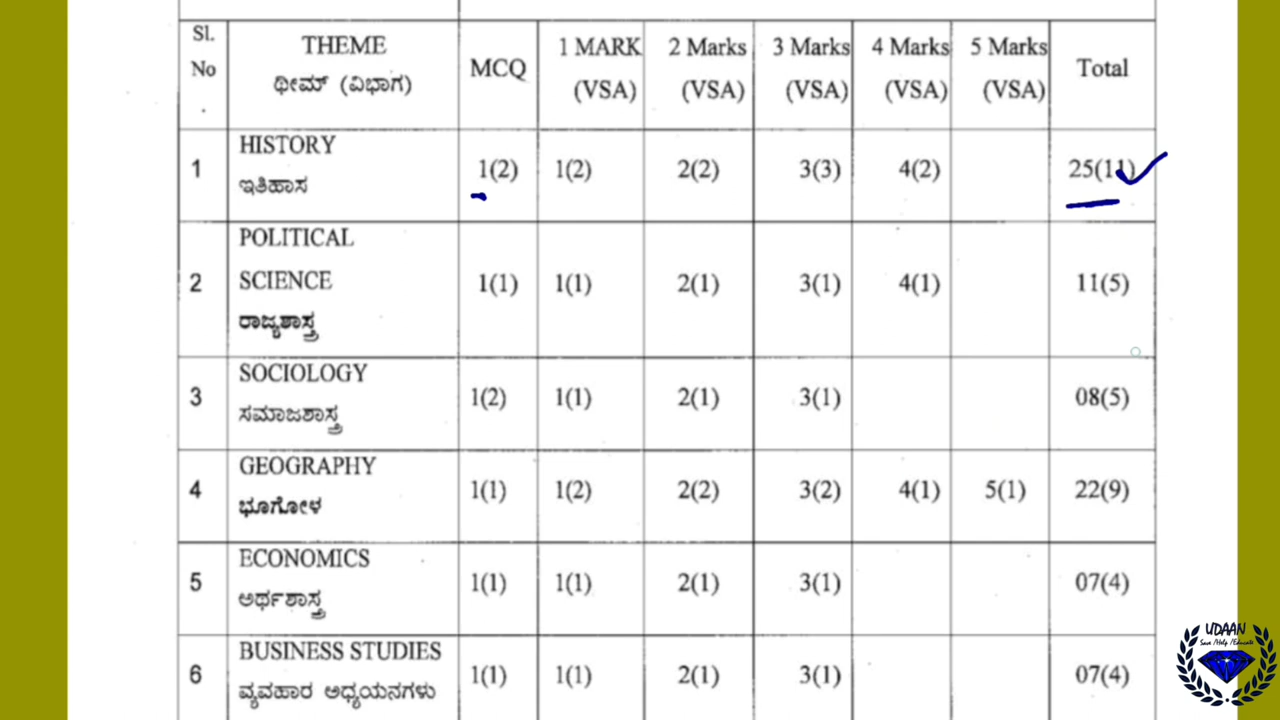 Sl. No THEME ಥೀಮ್ (ವಿಭಾಗ) MCQ 1 MARK (VSA) 2 Marks (VSA) 3 Marks (VSA) 4 Marks (VSA) 5 Marks (VSA) Total
1 HISTORY ಇತಿಹಾಸ 1(2) 1(2) 2(2) 3(3) 4(2) 25(11)
2 POLITICAL SCIENCE ರಾಜ್ಯಶಾಸ್ತ್ರ 1(1) 1(1) 2(1) 3(1) 4(1) 11(5)
3 SOCIOLOGY ಸಮಾಜಶಾಸ್ತ್ರ 1(2) 1(1) 2(1) 3(1) 08(5)
4 GEOGRAPHY ಭೂಗೋಳ 1(1) 1(2) 2(2) 3(2) 4(1) 5(1) 22(9)
5 ECONOMICS ಅರ್ಥಶಾಸ್ತ್ರ 1(1) 1(1) 2(1) 3(1) 07(4)
6 BUSINESS STUDIES ವ್ಯವಹಾರ ಅಧ್ಯಯನಗಳು 1(1) 1(1) 2(1) 3(1) 07(4)
UDAAN
Save /Help /Educate